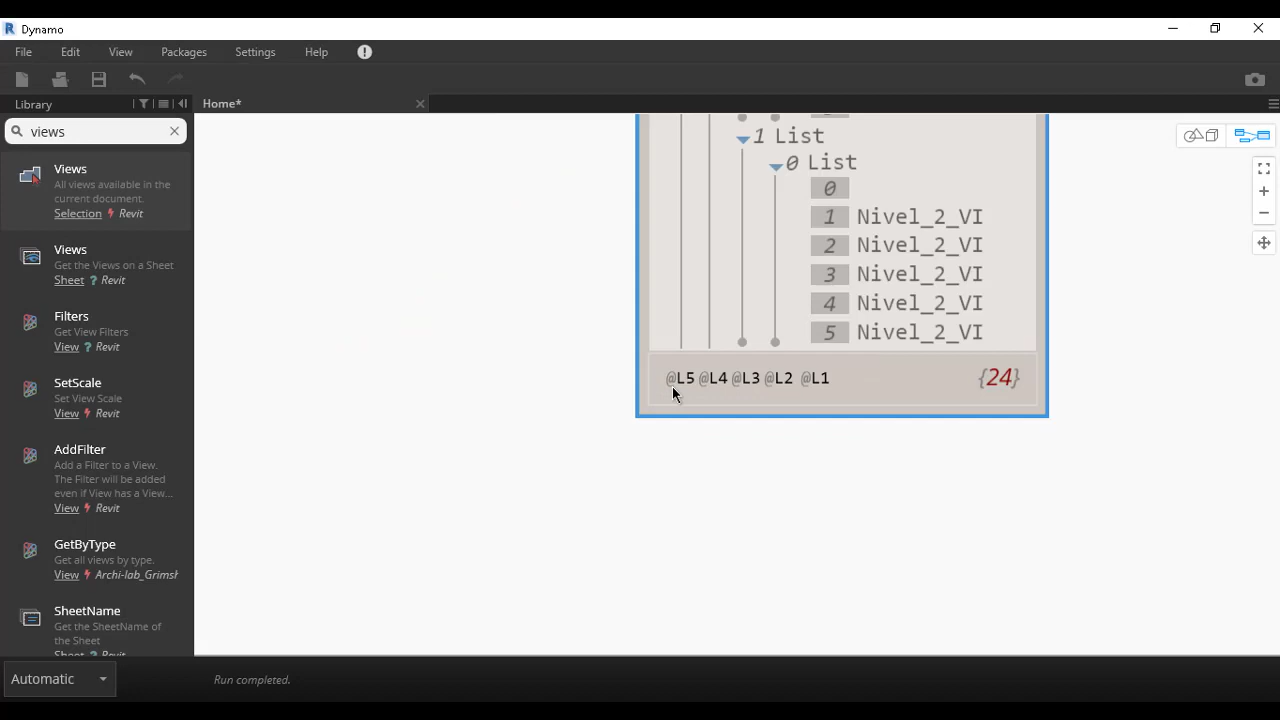 Dynamo
File Edit View Packages Settings Help
Library
Home*
views
Views
All views available in the
current document.
Selection Revit
Views
Get the Views on a Sheet
Sheet ? Revit
Filters
Get View Filters
View ? Revit
SetScale
Set View Scale
View Revit
AddFilter
Add a Filter to a View.
The Filter will be added
even if View has a View...
View Revit
GetByType
Get all views by type.
View Archi-lab_Grimsh
SheetName
Get the SheetName of
the Sheet
Sheet ? Revit
1 List
0 List
0
1 Nivel_2_VI
2 Nivel_2_VI
3 Nivel_2_VI
4 Nivel_2_VI
5 Nivel_2_VI
@L5 @L4 @L3 @L2 @L1 {24}
Automatic
Run completed.